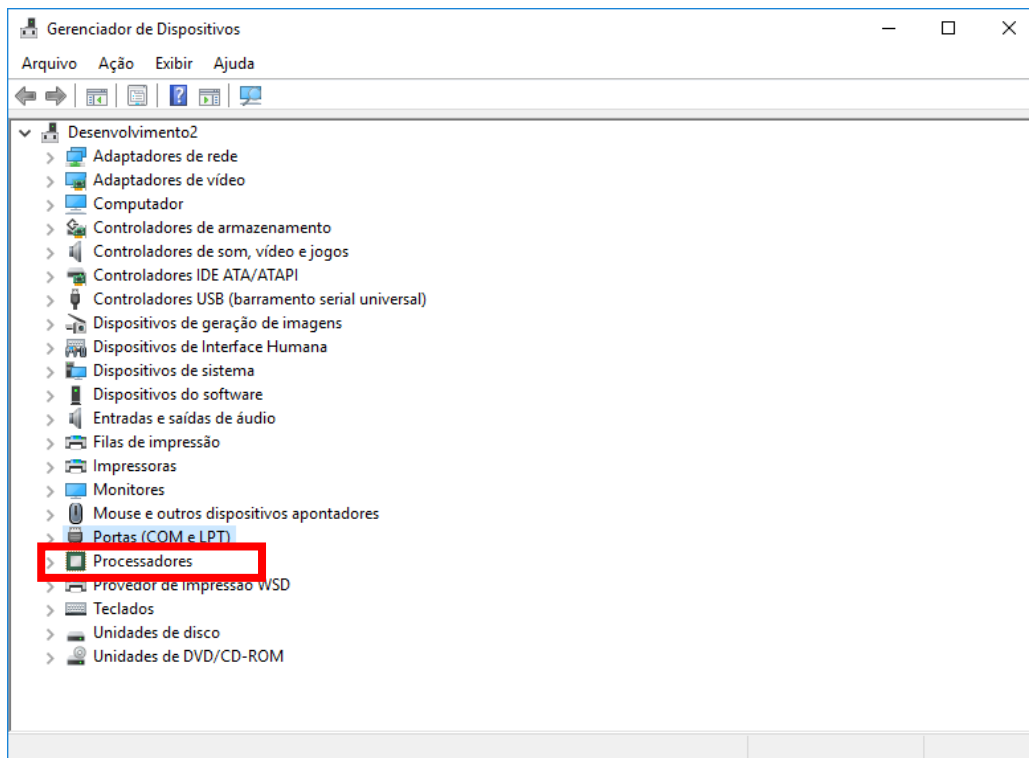 Gerenciador de Dispositivos
Arquivo Ação Exibir Ajuda
Desenvolvimento2
Adaptadores de rede
Adaptadores de vídeo
Computador
Controladores de armazenamento
Controladores de som, vídeo e jogos
Controladores IDE ATA/ATAPI
Controladores USB (barramento serial universal)
Dispositivos de geração de imagens
Dispositivos de Interface Humana
Dispositivos de sistema
Dispositivos do software
Entradas e saídas de áudio
Filas de impressão
Impressoras
Monitores
Mouse e outros dispositivos apontadores
Portas (COM e LPT)
Processadores
Provedor de Impressão WSD
Teclados
Unidades de disco
Unidades de DVD/CD-ROM